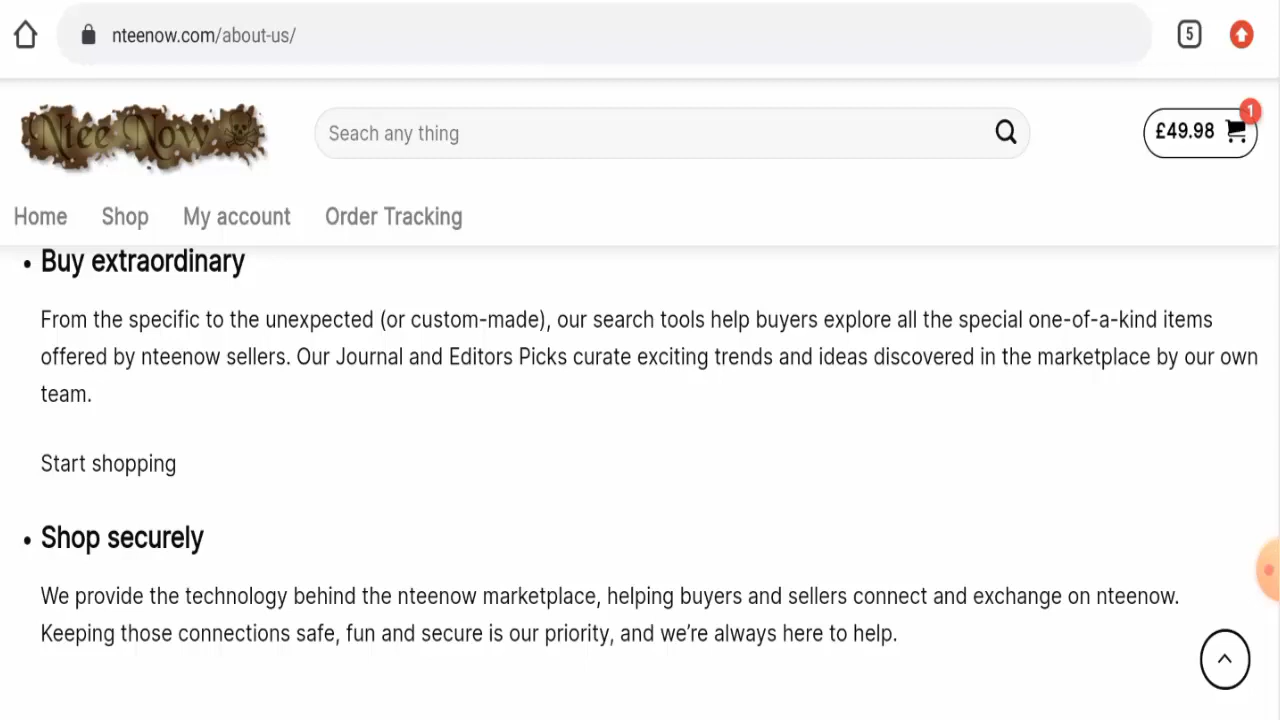 nteenow.com/about-us/
5
Ntee Now
Seach any thing
£49.98
1
Home
Shop
My account
Order Tracking
• Buy extraordinary
From the specific to the unexpected (or custom-made), our search tools help buyers explore all the special one-of-a-kind items
offered by nteenow sellers. Our Journal and Editors Picks curate exciting trends and ideas discovered in the marketplace by our own
team.
Start shopping
• Shop securely
We provide the technology behind the nteenow marketplace, helping buyers and sellers connect and exchange on nteenow.
Keeping those connections safe, fun and secure is our priority, and we’re always here to help.